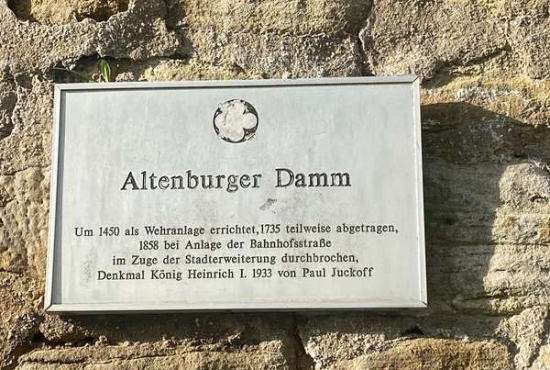 Altenburger Damm
Um 1450 als Wehranlage errichtet, 1735 teilweise abgetragen,
1858 bei Anlage der Bahnhofsstraße
im Zuge der Stadterweiterung durchbrochen,
Denkmal König Heinrich I. 1933 von Paul Juckoff